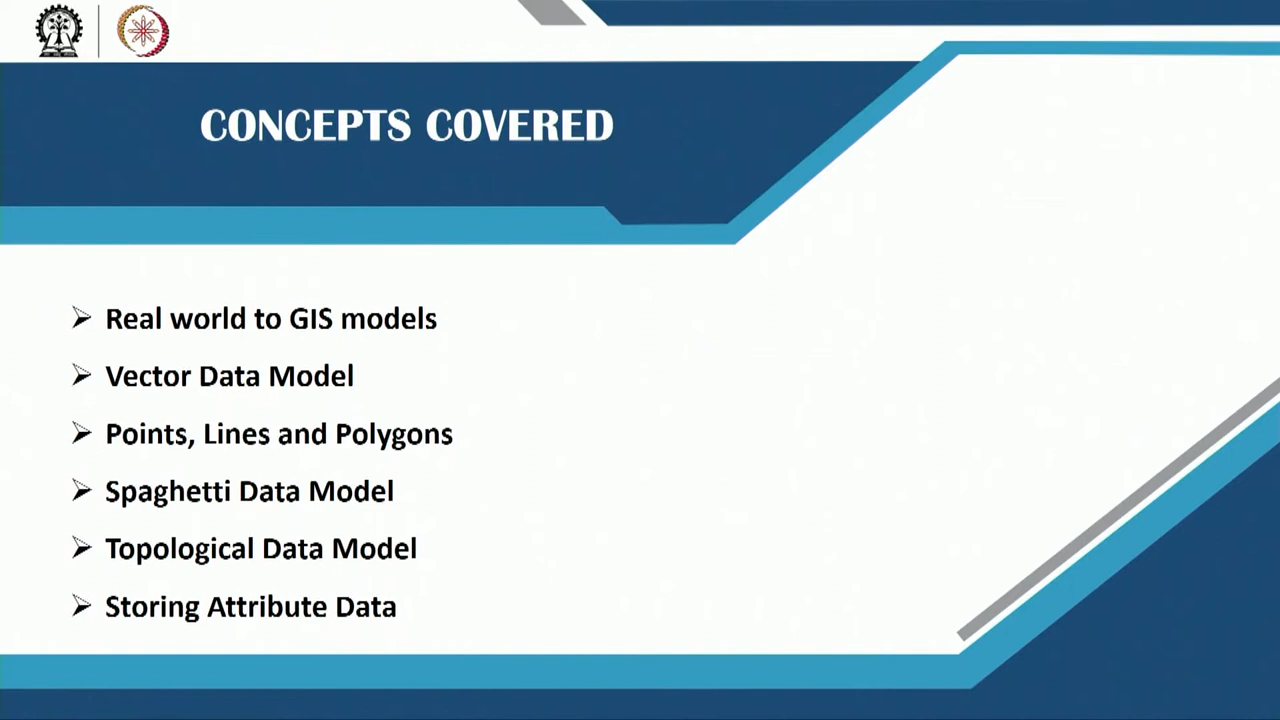 CONCEPTS COVERED
➢ Real world to GIS models
➢ Vector Data Model
➢ Points, Lines and Polygons
➢ Spaghetti Data Model
➢ Topological Data Model
➢ Storing Attribute Data